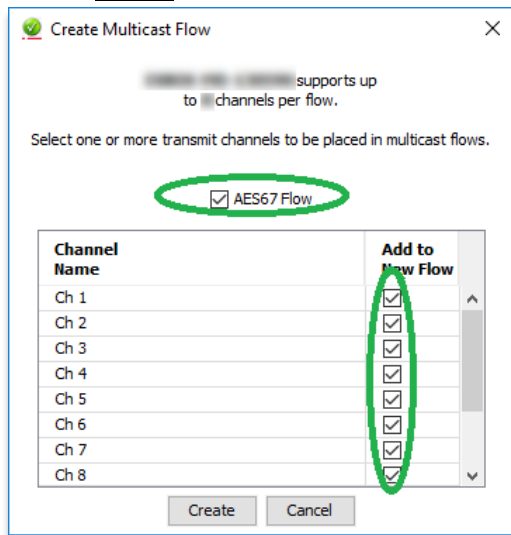 Create Multicast Flow
supports up
to channels per flow.
Select one or more transmit channels to be placed in multicast flows.
AES67 Flow
Channel Name Add to New Flow
Ch 1
Ch 2
Ch 3
Ch 4
Ch 5
Ch 6
Ch 7
Ch 8
Create Cancel